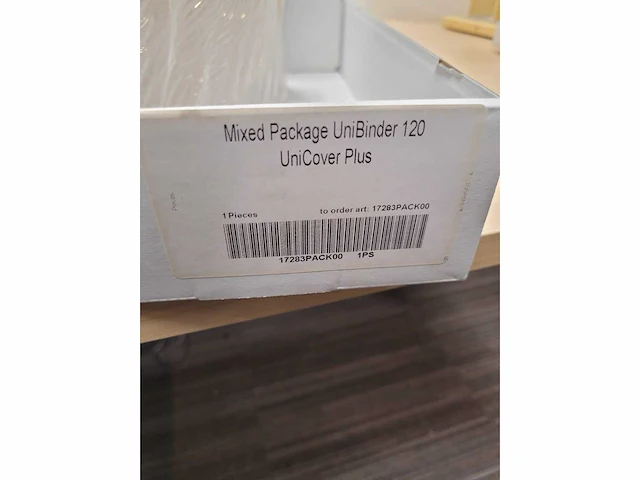 Mixed Package UniBinder 120
UniCover Plus
1 Pieces to order art: 17283PACK00
17283PACK00 1PS